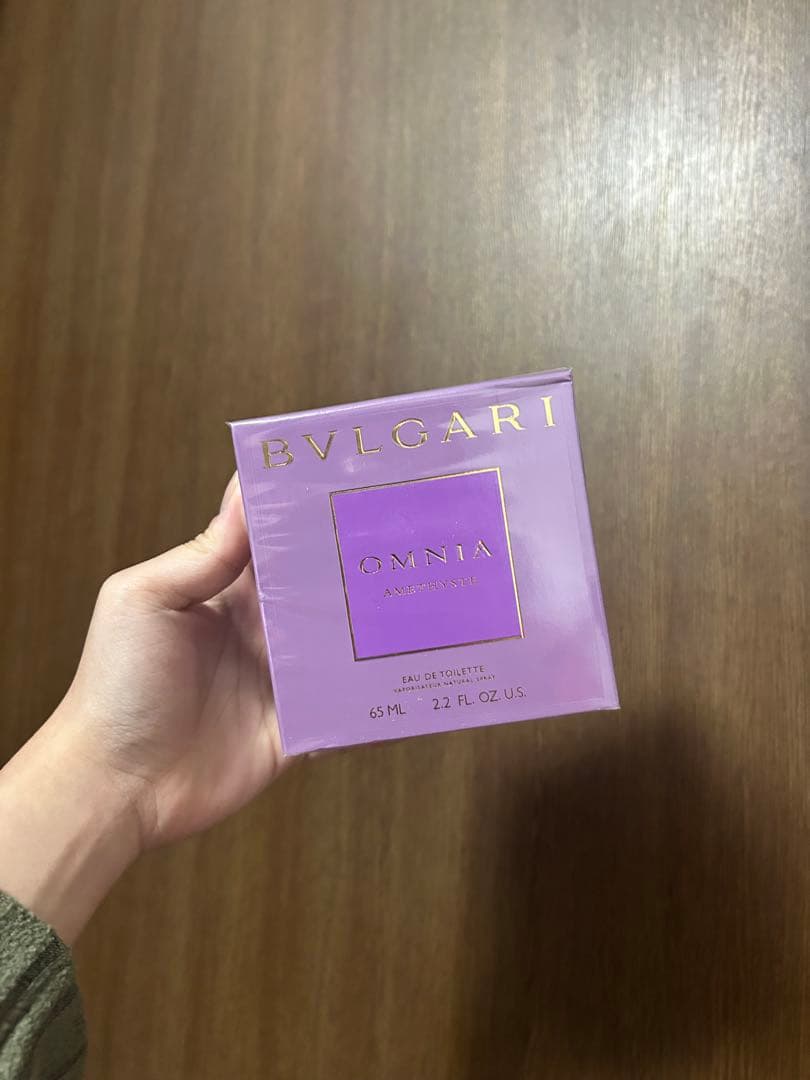 BVLGARI
OMNIA
AMETHYSTE
EAU DE TOILETTE
VAPORISATEUR NATURAL SPRAY
65 ML 2.2 FL. OZ. U.S.